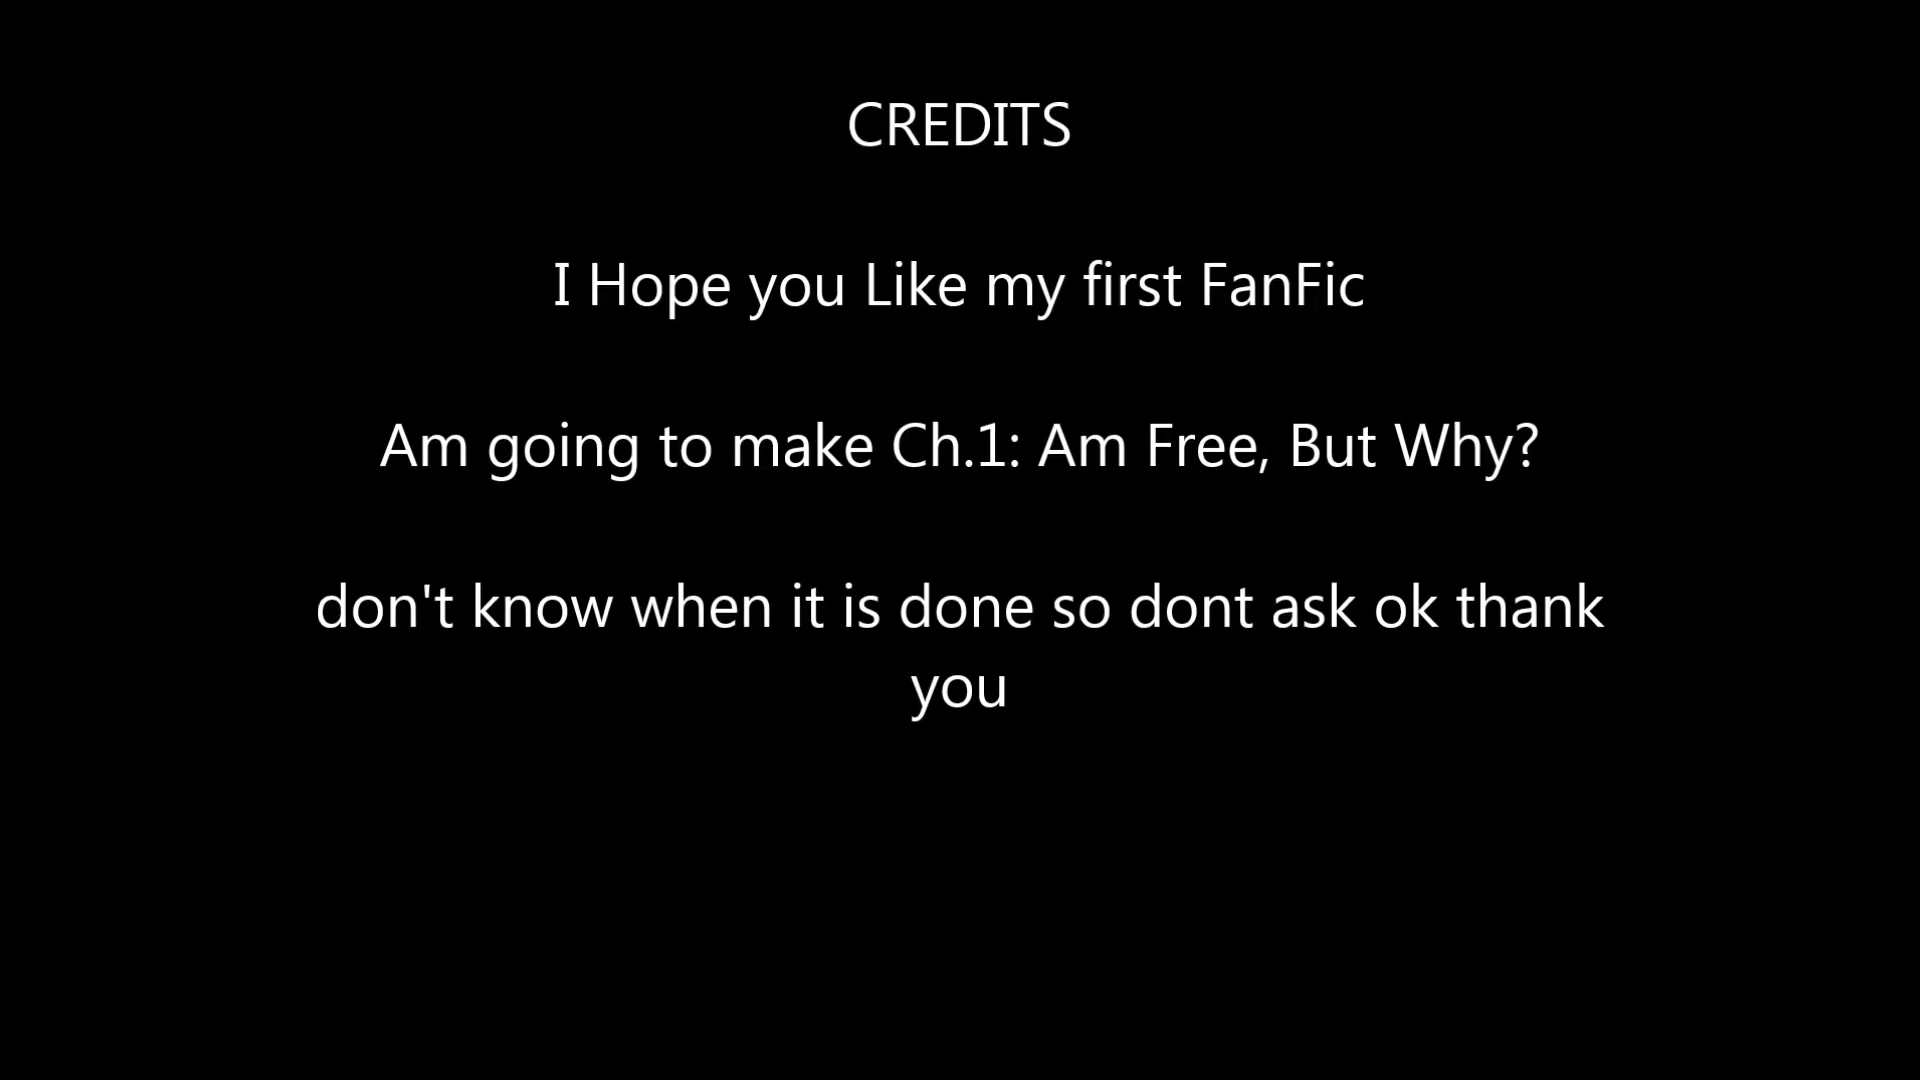 CREDITS
I Hope you Like my first FanFic
Am going to make Ch.1: Am Free, But Why?
don't know when it is done so dont ask ok thank
you